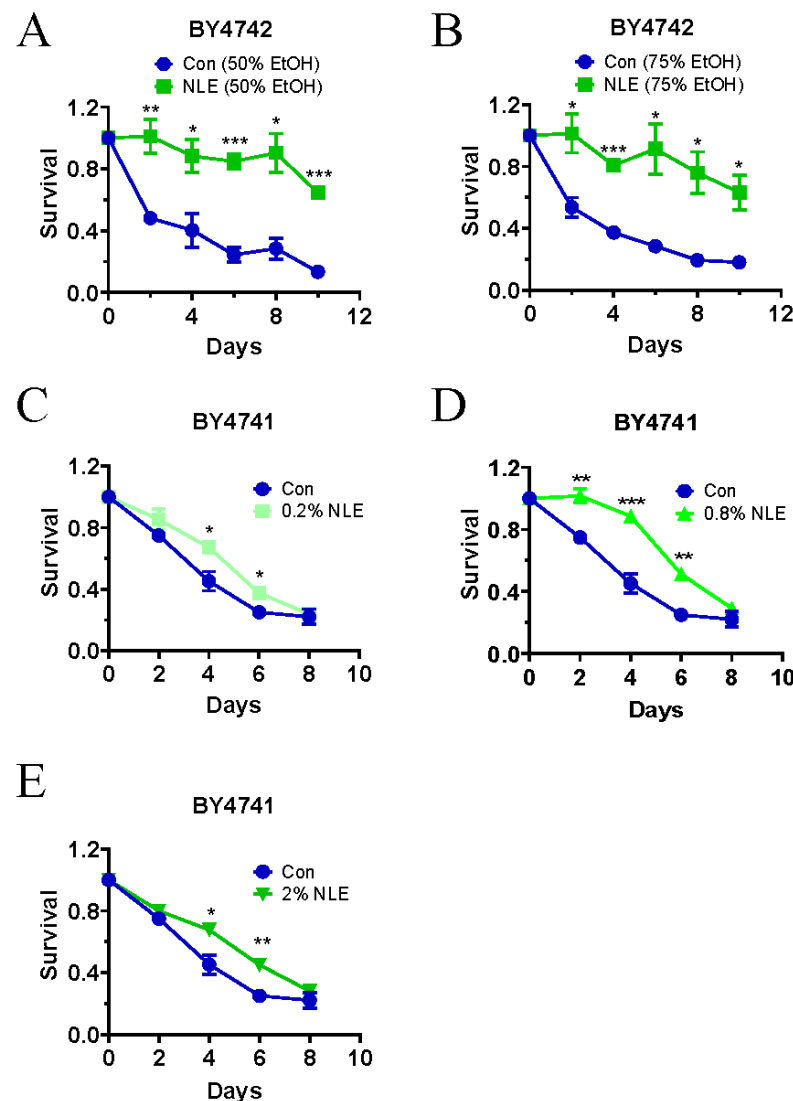 A
BY4742
Con (50% EtOH)
NLE (50% EtOH)
Survival
1.2
0.8
0.4
0.0
** * *** * ***
0 4 8 12
Days
B
BY4742
Con (75% EtOH)
NLE (75% EtOH)
Survival
1.2
0.8
0.4
0.0
* *** * * *
0 4 8 12
Days
C
BY4741
Con
0.2% NLE
Survival
1.2
0.8
0.4
0.0
* *
0 2 4 6 8 10
Days
D
BY4741
Con
0.8% NLE
Survival
1.2
0.8
0.4
0.0
** *** **
0 2 4 6 8 10
Days
E
BY4741
Con
2% NLE
Survival
1.2
0.8
0.4
0.0
* **
0 2 4 6 8 10
Days